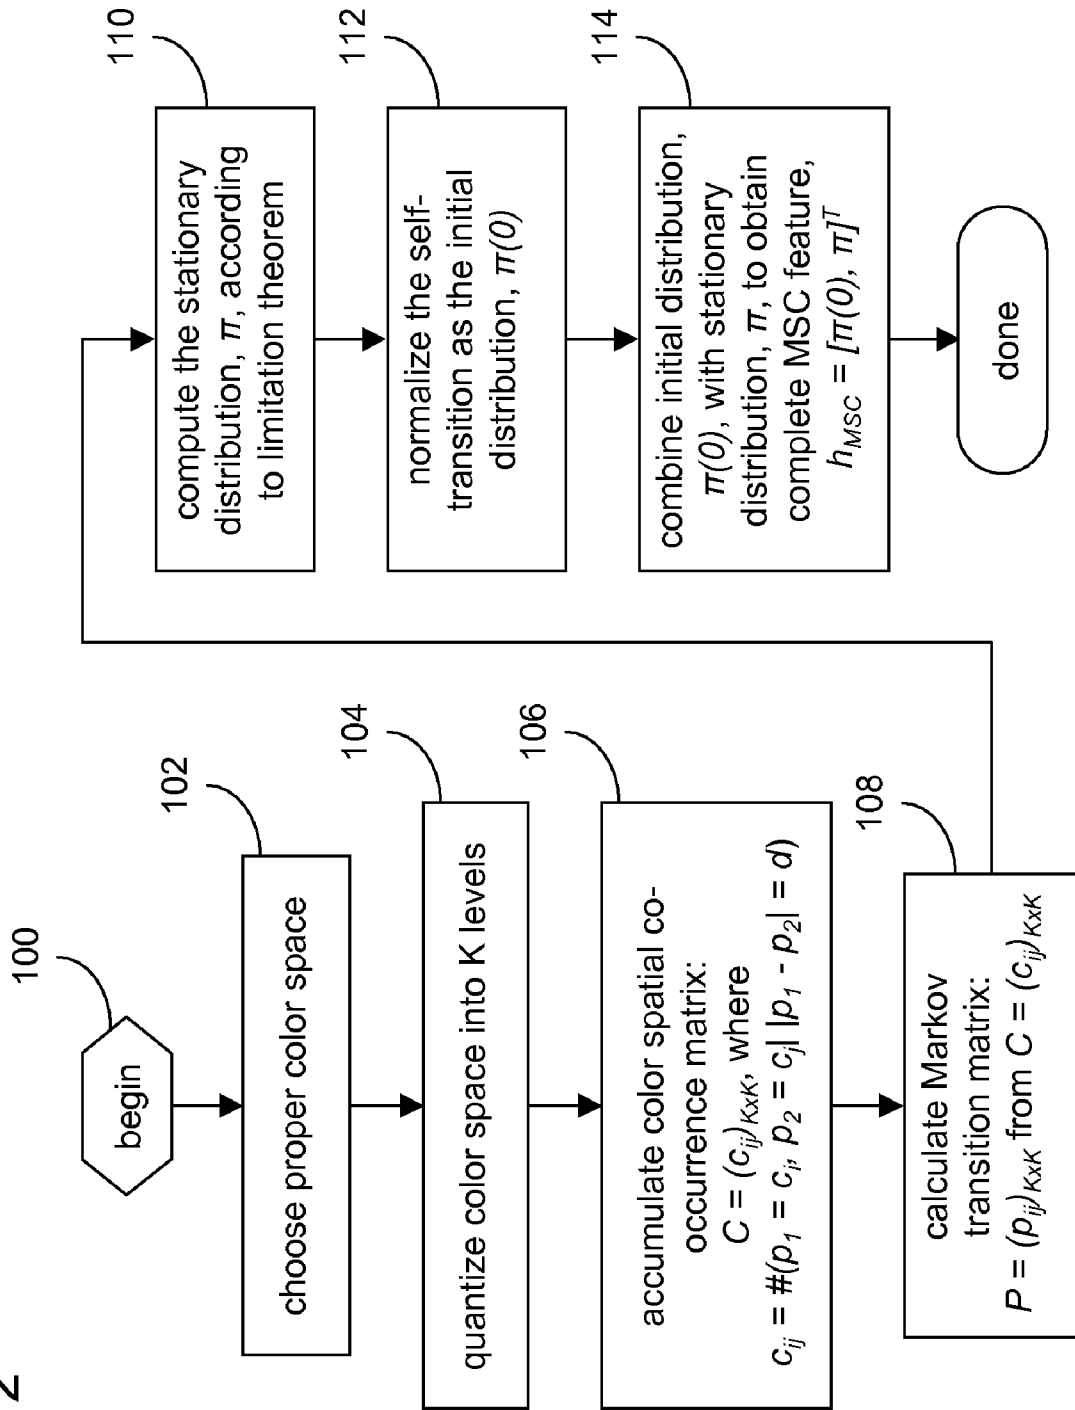 2
100
begin
102
choose proper color space
104
quantize color space into K levels
106
accumulate color spatial co-
occurrence matrix:
C = (c_ij)_KxK, where
c_ij = #(p_1 = c_i, p_2 = c_j| |p_1 - p_2| = d)
108
calculate Markov
transition matrix:
P = (p_ij)_KxK from C = (c_ij)_KxK
110
compute the stationary
distribution, π, according
to limitation theorem
112
normalize the self-
transition as the initial
distribution, π(0)
114
combine initial distribution,
π(0), with stationary
distribution, π, to obtain
complete MSC feature,
h_MSC = [π(0), π]^T
done